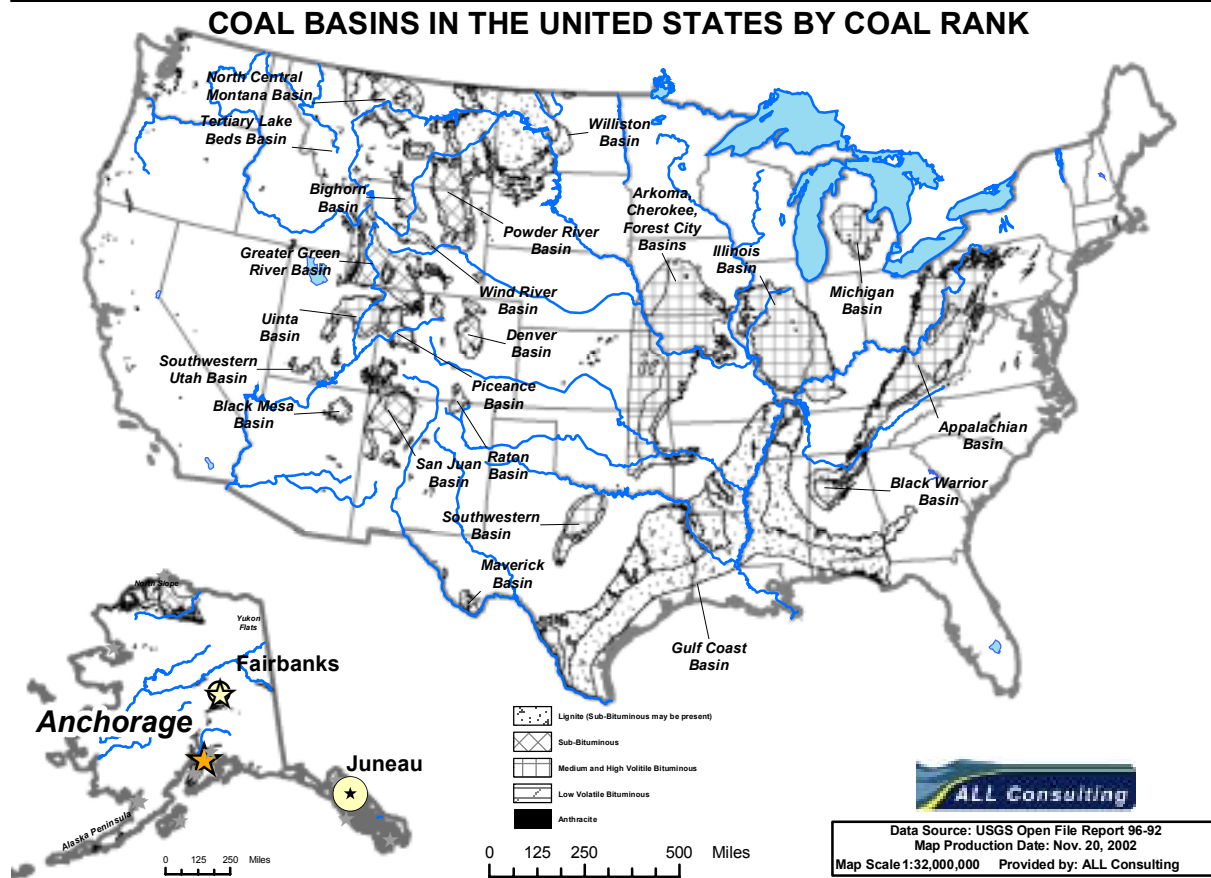 COAL BASINS IN THE UNITED STATES BY COAL RANK
North Central
Montana Basin
Tertiary Lake
Beds Basin
Bighorn
Basin
Greater Green
River Basin
Uinta
Basin
Southwestern
Utah Basin
Black Mesa
Basin
Williston
Basin
Powder River
Basin
Wind River
Basin
Denver
Basin
Piceance
Basin
Raton
Basin
San Juan
Basin
Southwestern
Basin
Maverick
Basin
Arkoma,
Cherokee,
Forest City
Basins
Illinois
Basin
Michigan
Basin
Appalachian
Basin
Black Warrior
Basin
Gulf Coast
Basin
North Slope
Yukon
Flats
Fairbanks
Anchorage
Juneau
Alaska Peninsula
0 125 250 Miles
Lignite (Sub-Bituminous may be present)
Sub-Bituminous
Medium and High Volitile Bituminous
Low Volatile Bituminous
Anthracite
0 125 250 500 Miles
ALL Consulting
Data Source: USGS Open File Report 96-92
Map Production Date: Nov. 20, 2002
Map Scale 1:32,000,000 Provided by: ALL Consulting